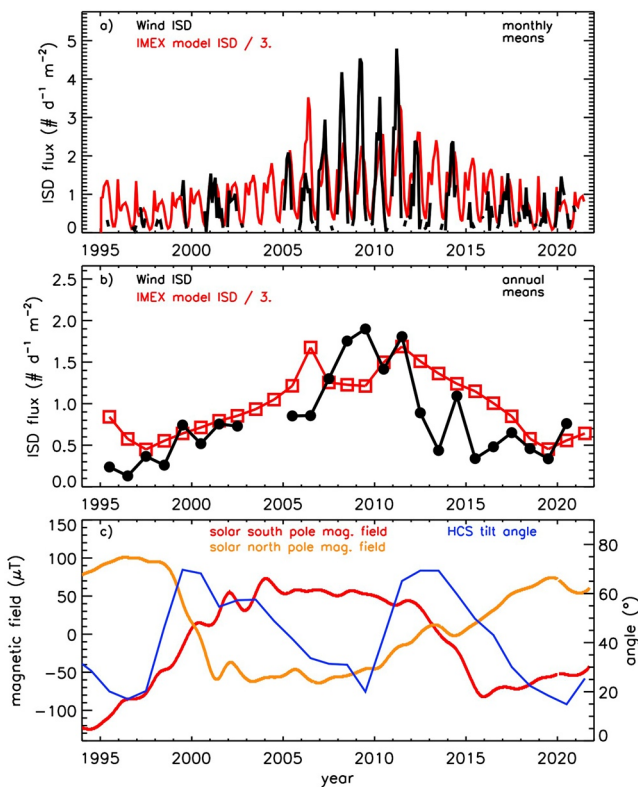 a) Wind ISD monthly
IMEX model ISD / 3. means
ISD flux (# d⁻¹ m⁻²)
5
4
3
2
1
0
1995 2000 2005 2010 2015 2020
b) Wind ISD annual
IMEX model ISD / 3. means
ISD flux (# d⁻¹ m⁻²)
2.5
2.0
1.5
1.0
0.5
0.0
1995 2000 2005 2010 2015 2020
c) solar south pole mag. field HCS tilt angle
solar north pole mag. field
magnetic field (μT)
150
100
50
0
−50
−100
1995 2000 2005 2010 2015 2020
year
80
60
40
20
0
angle (°)